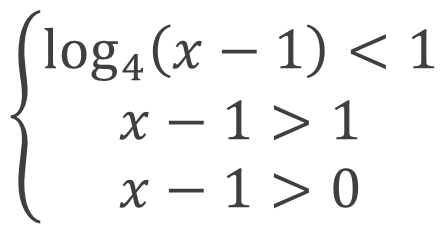 log₄(x − 1) < 1
x − 1 > 1
x − 1 > 0